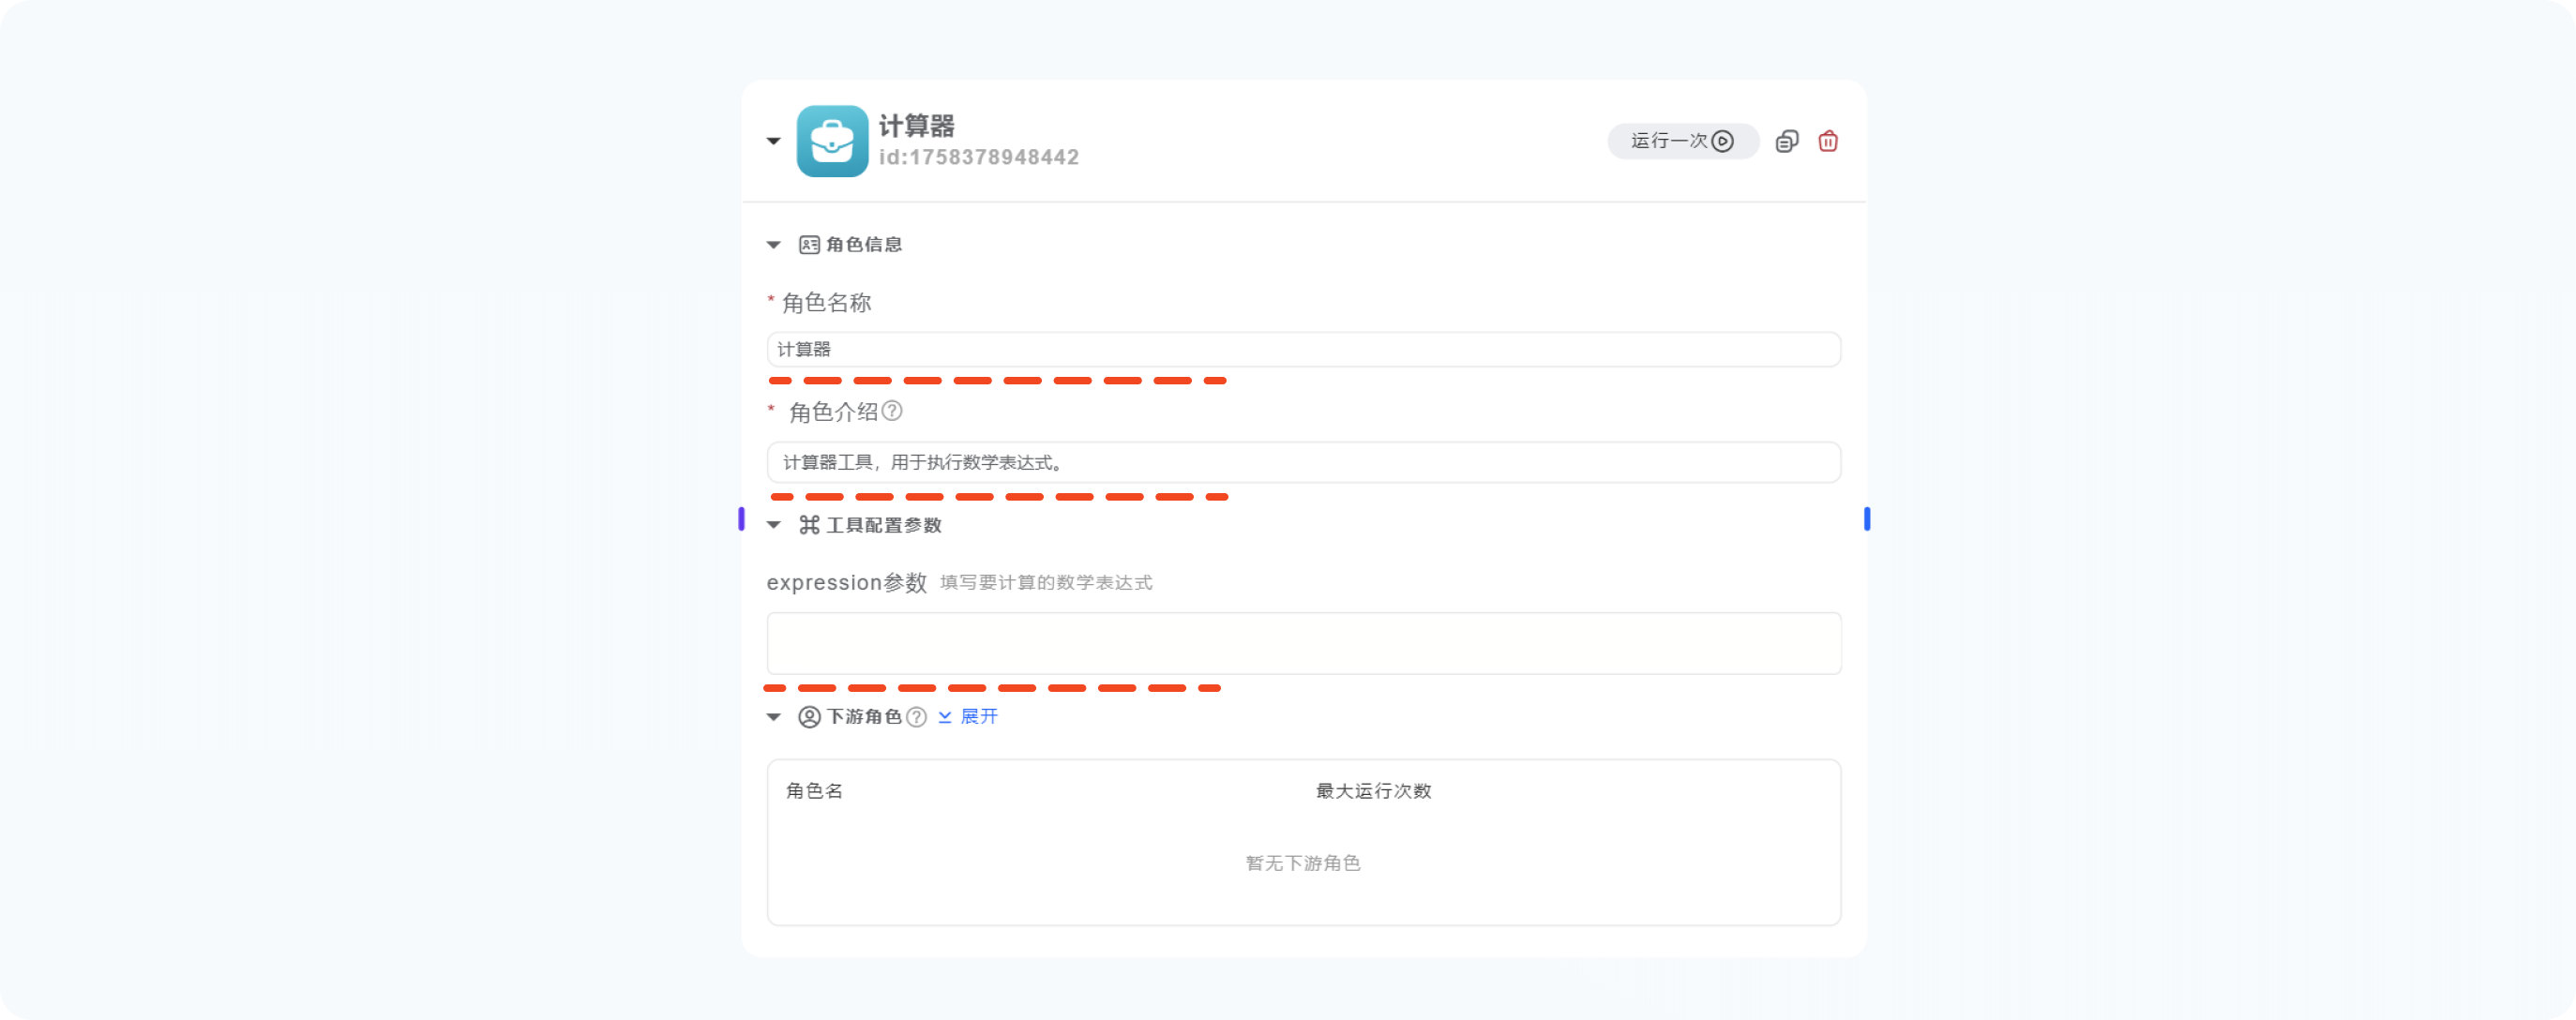 计算器
id:1758378948442
运行一次
角色信息
* 角色名称
计算器
* 角色介绍?
计算器工具，用于执行数学表达式。
工具配置参数
expression参数 填写要计算的数学表达式
下游角色? 展开
角色名 最大运行次数
暂无下游角色